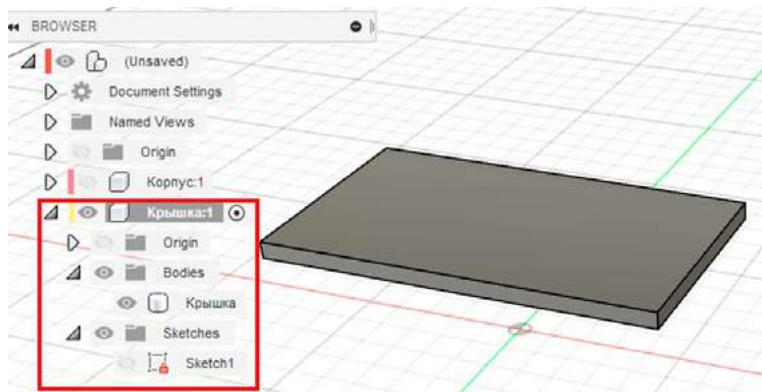 BROWSER
(Unsaved)
Document Settings
Named Views
Origin
Корпус:1
Крышка:1
Origin
Bodies
Крышка
Sketches
Sketch1